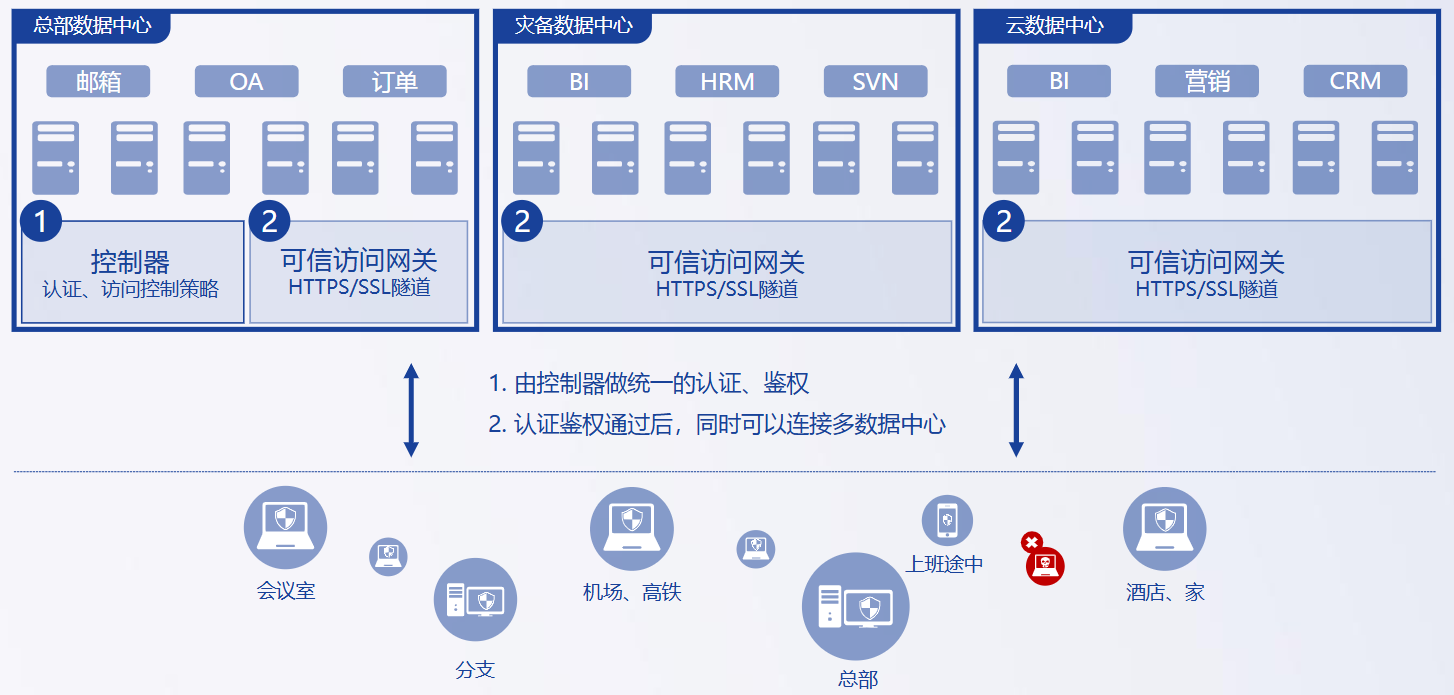 总部数据中心
邮箱
OA
订单
1
控制器
认证、访问控制策略
2
可信访问网关
HTTPS/SSL隧道
灾备数据中心
BI
HRM
SVN
2
可信访问网关
HTTPS/SSL隧道
云数据中心
BI
营销
CRM
2
可信访问网关
HTTPS/SSL隧道
1. 由控制器做统一的认证、鉴权
2. 认证鉴权通过后，同时可以连接多数据中心
会议室
分支
机场、高铁
总部
上班途中
酒店、家